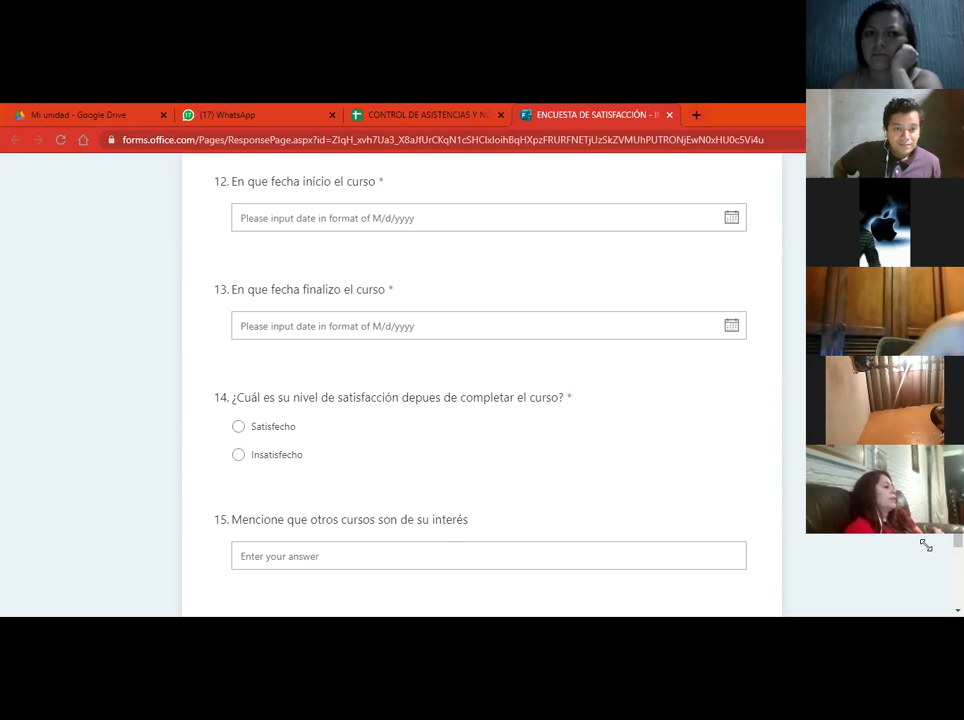 Mi unidad - Google Drive
(17) WhatsApp
CONTROL DE ASISTENCIAS Y NO
ENCUESTA DE SATISFACCIÓN - I
forms.office.com/Pages/ResponsePage.aspx?id=ZIqH_xvh7Ua3_X8aJfUrCKqN1cSHCIxloihBqHXpzFRURFNETjUzSkZVMUhPUTRONjEwN0xHU0c5Vi4u
12. En que fecha inicio el curso *
Please input date in format of M/d/yyyy
13. En que fecha finalizo el curso *
Please input date in format of M/d/yyyy
14. ¿Cuál es su nivel de satisfacción depues de completar el curso? *
Satisfecho
Insatisfecho
15. Mencione que otros cursos son de su interés
Enter your answer